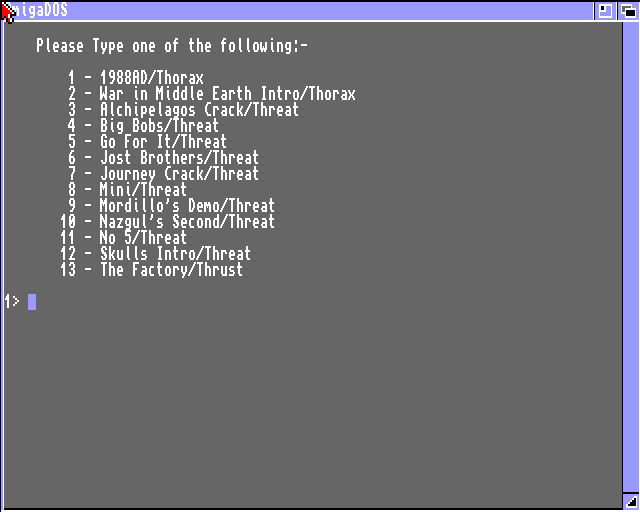 migaDOS
Please Type one of the following:-
1 - 1988AD/Thorax
2 - War in Middle Earth Intro/Thorax
3 - Alchipelagos Crack/Threat
4 - Big Bobs/Threat
5 - Go For It/Threat
6 - Jost Brothers/Threat
7 - Journey Crack/Threat
8 - Mini/Threat
9 - Mordillo's Demo/Threat
10 - Nazgul's Second/Threat
11 - No 5/Threat
12 - Skulls Intro/Threat
13 - The Factory/Thrust
1>